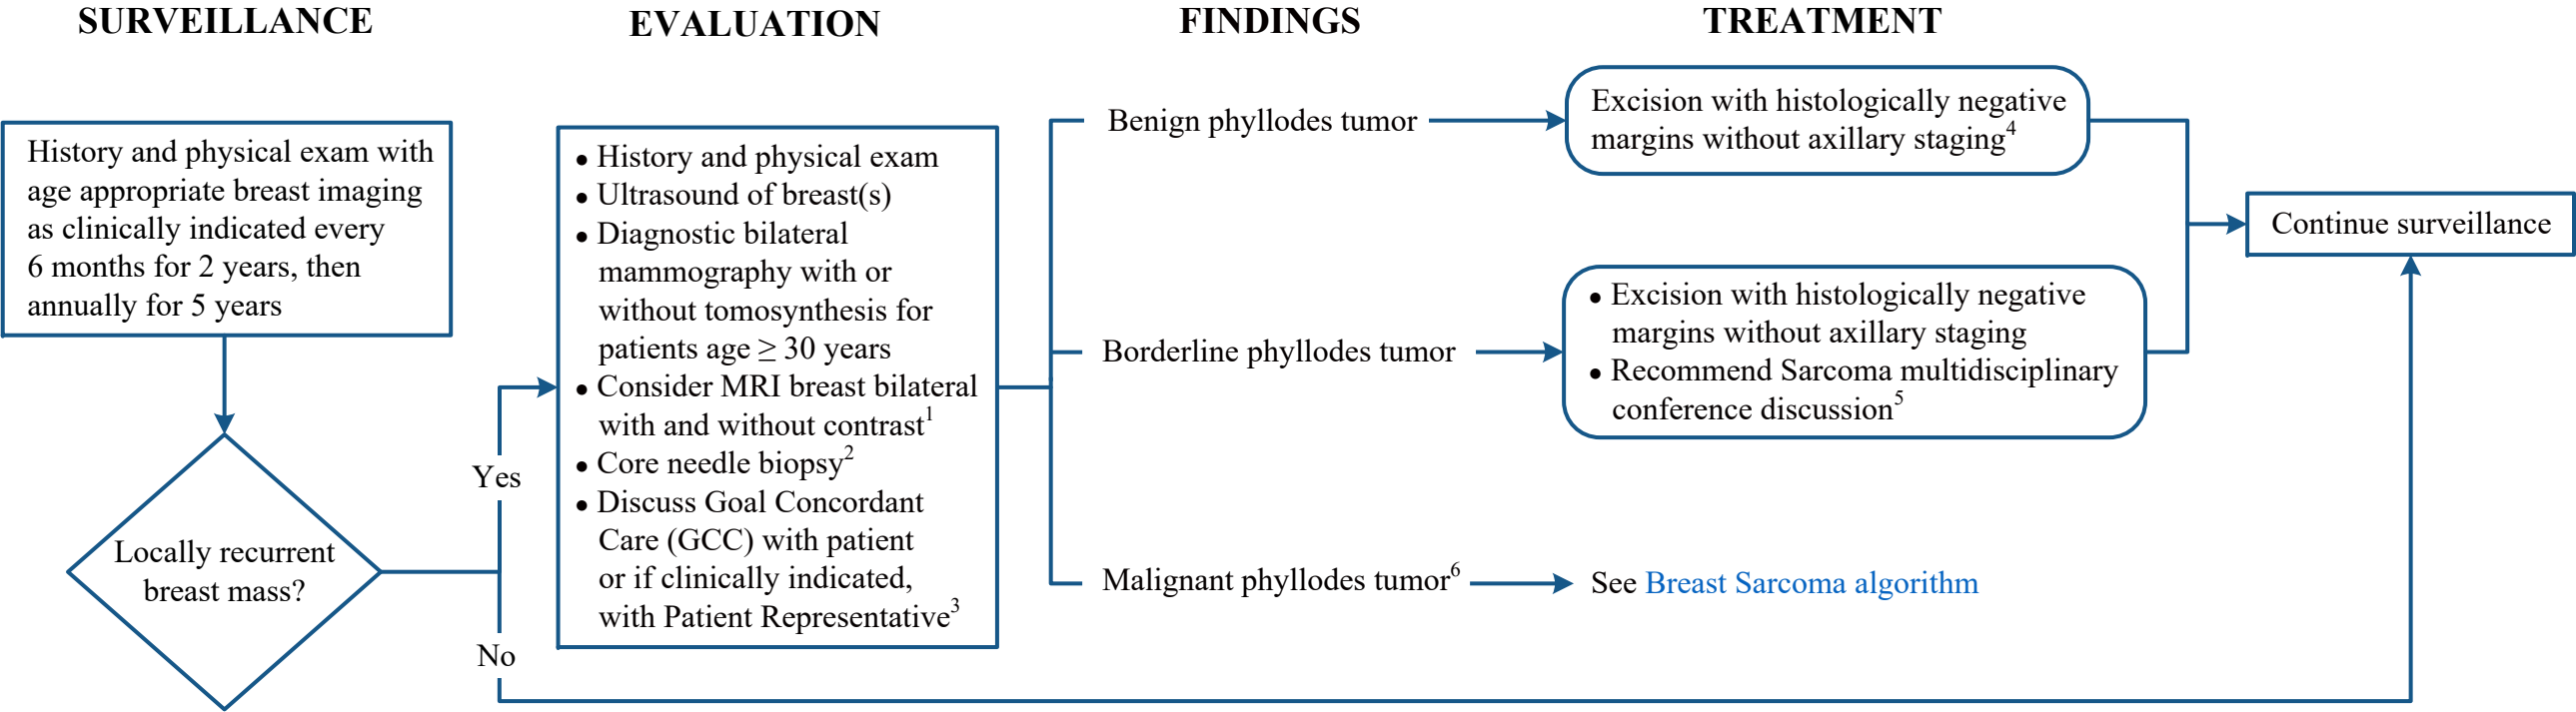 SURVEILLANCE
EVALUATION
FINDINGS
TREATMENT
History and physical exam with
age appropriate breast imaging
as clinically indicated every
6 months for 2 years, then
annually for 5 years
Locally recurrent
breast mass?
Yes
No
● History and physical exam
● Ultrasound of breast(s)
● Diagnostic bilateral
mammography with or
without tomosynthesis for
patients age ≥ 30 years
● Consider MRI breast bilateral
with and without contrast1
● Core needle biopsy2
● Discuss Goal Concordant
Care (GCC) with patient
or if clinically indicated,
with Patient Representative3
Benign phyllodes tumor
Borderline phyllodes tumor
Malignant phyllodes tumor6
Excision with histologically negative
margins without axillary staging4
● Excision with histologically negative
margins without axillary staging
● Recommend Sarcoma multidisciplinary
conference discussion5
See Breast Sarcoma algorithm
Continue surveillance